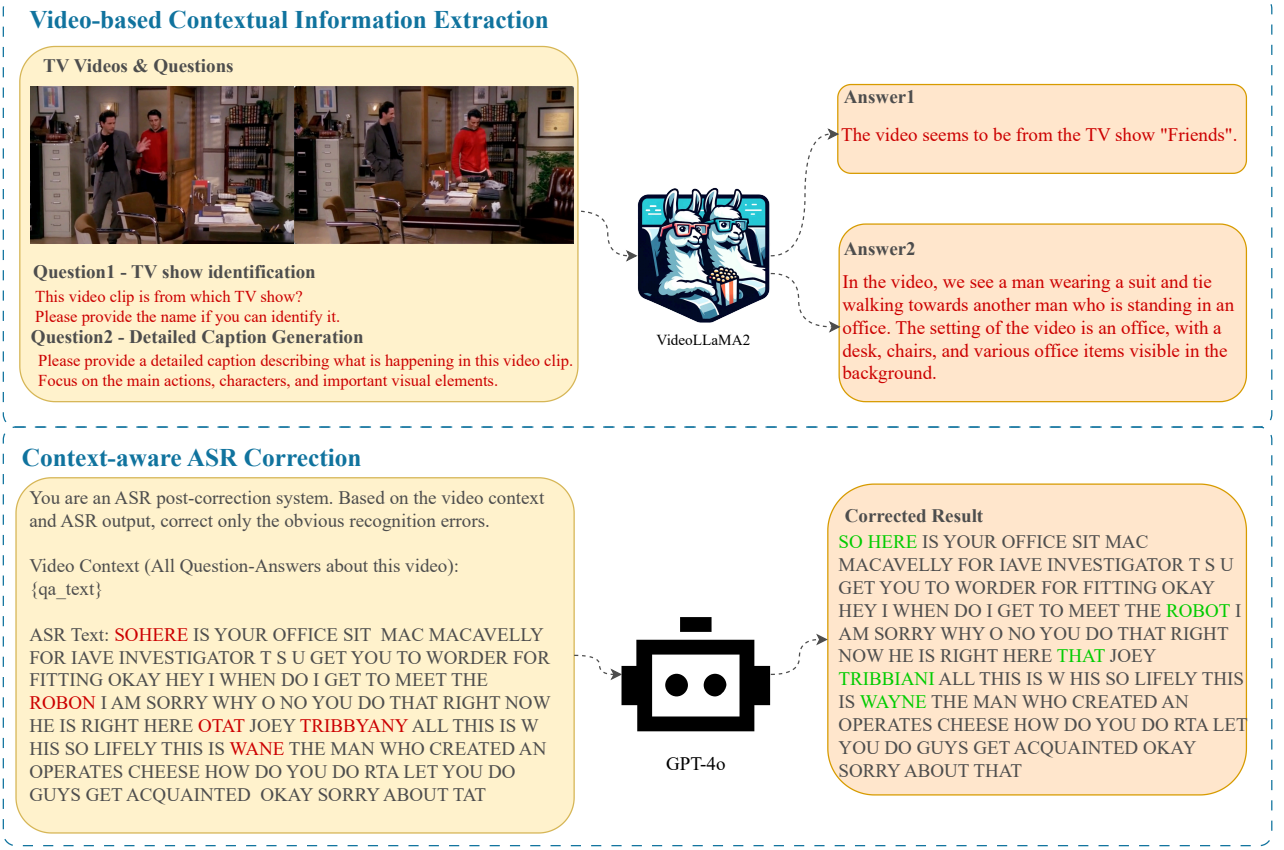 Video-based Contextual Information Extraction
TV Videos & Questions
Question1 - TV show identification
This video clip is from which TV show?
Please provide the name if you can identify it.
Question2 - Detailed Caption Generation
Please provide a detailed caption describing what is happening in this video clip.
Focus on the main actions, characters, and important visual elements.
VideoLLaMA2
Answer1
The video seems to be from the TV show "Friends".
Answer2
In the video, we see a man wearing a suit and tie
walking towards another man who is standing in an
office. The setting of the video is an office, with a
desk, chairs, and various office items visible in the
background.
Context-aware ASR Correction
You are an ASR post-correction system. Based on the video context
and ASR output, correct only the obvious recognition errors.
Video Context (All Question-Answers about this video):
{qa_text}
ASR Text: SOHERE IS YOUR OFFICE SIT MAC MACAVELLY
FOR IAVE INVESTIGATOR T S U GET YOU TO WORDER FOR
FITTING OKAY HEY I WHEN DO I GET TO MEET THE
ROBON I AM SORRY WHY O NO YOU DO THAT RIGHT NOW
HE IS RIGHT HERE OTAT JOEY TRIBBYANY ALL THIS IS W
HIS SO LIFELY THIS IS WANE THE MAN WHO CREATED AN
OPERATES CHEESE HOW DO YOU DO RTA LET YOU DO
GUYS GET ACQUAINTED OKAY SORRY ABOUT TAT
GPT-4o
Corrected Result
SO HERE IS YOUR OFFICE SIT MAC
MACAVELLY FOR IAVE INVESTIGATOR T S U
GET YOU TO WORDER FOR FITTING OKAY
HEY I WHEN DO I GET TO MEET THE ROBOT I
AM SORRY WHY O NO YOU DO THAT RIGHT
NOW HE IS RIGHT HERE THAT JOEY
TRIBBIANI ALL THIS IS W HIS SO LIFELY THIS
IS WAYNE THE MAN WHO CREATED AN
OPERATES CHEESE HOW DO YOU DO RTA LET
YOU DO GUYS GET ACQUAINTED OKAY
SORRY ABOUT THAT